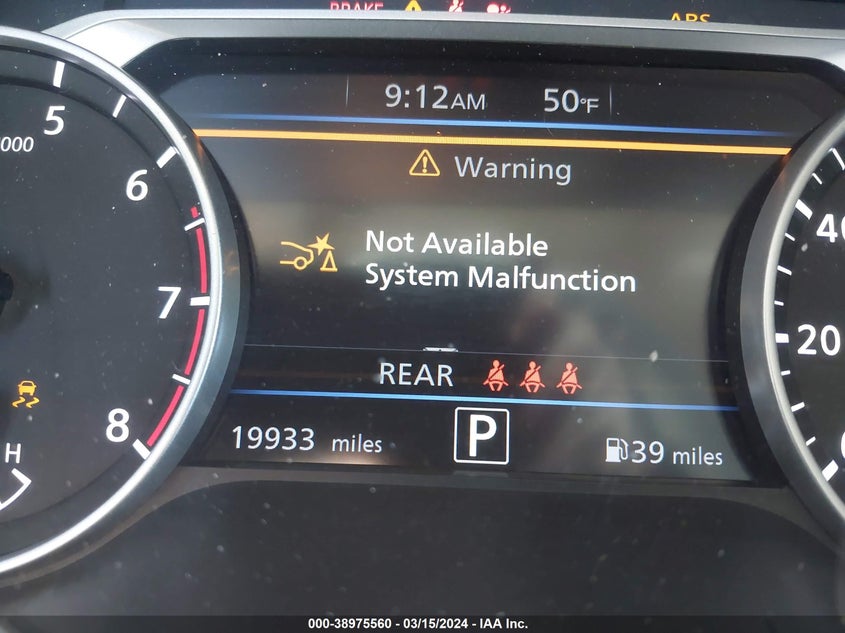 BRAKE
ABS
9:12AM 50°F
5
000
6
Warning
40
Not Available
System Malfunction
7
20
REAR
8
19933 miles
P
39 miles
H
000-38975560 - 03/15/2024 - IAA Inc.